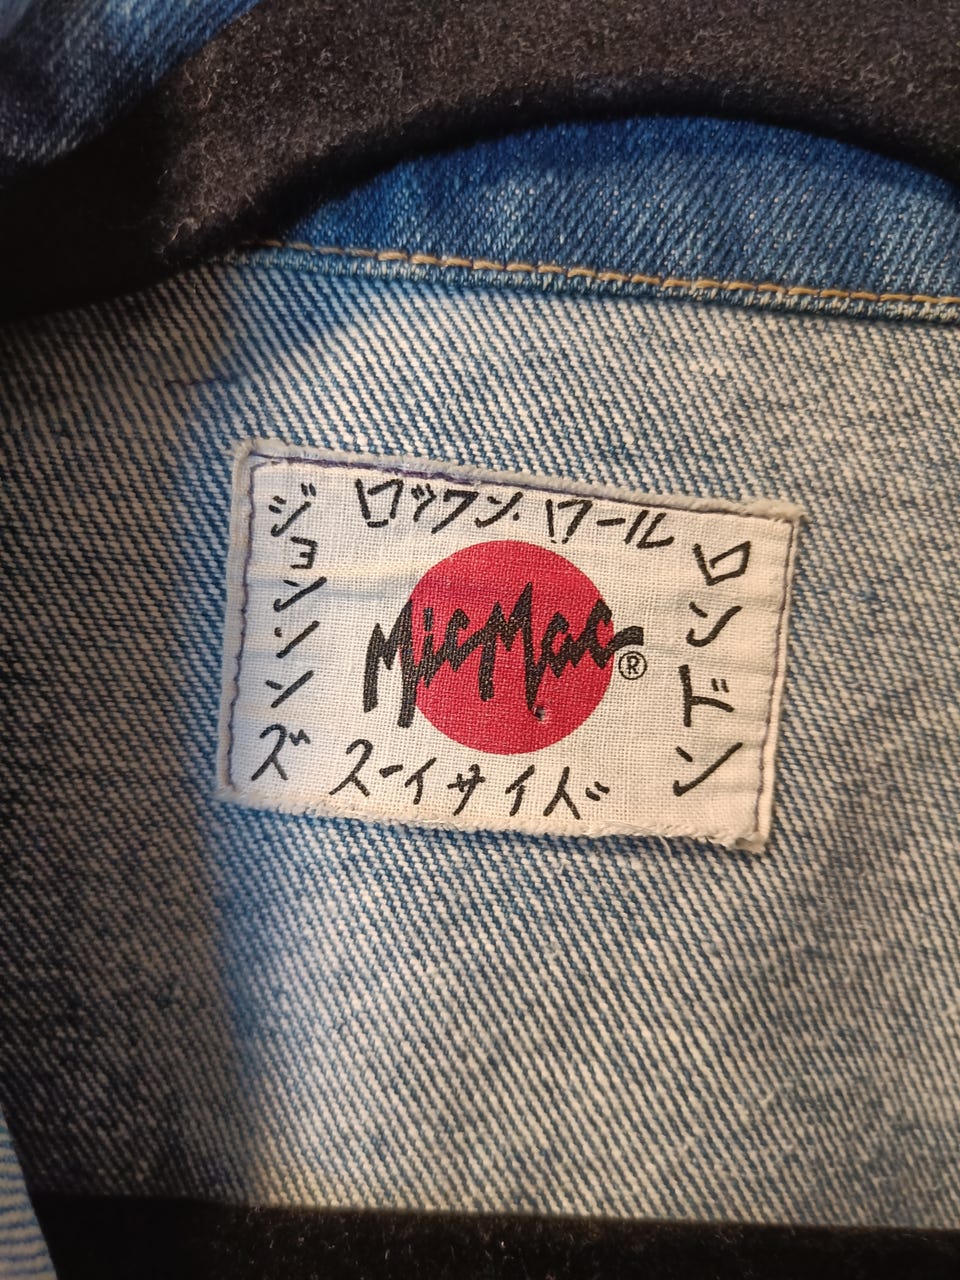 ロックン.ロール
ジョンソンズ
MicMac®
ロンドン
スーイサイド